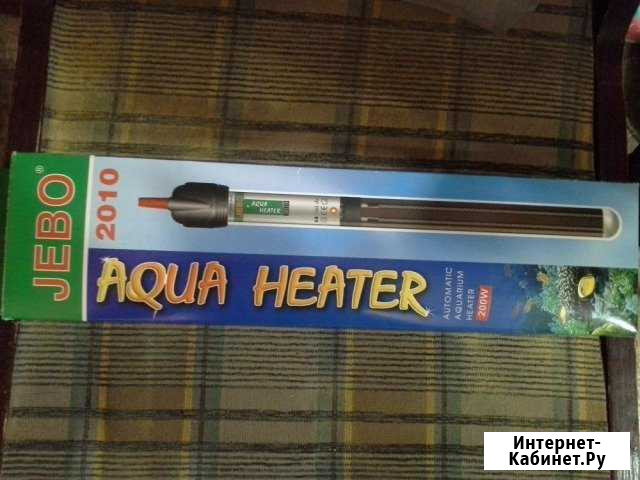 JEBO®
2010
AQUA
HEATER
AQUA HEATER
AUTOMATIC
AQUARIUM
HEATER
200W
Интернет-
Кабинет.Ру